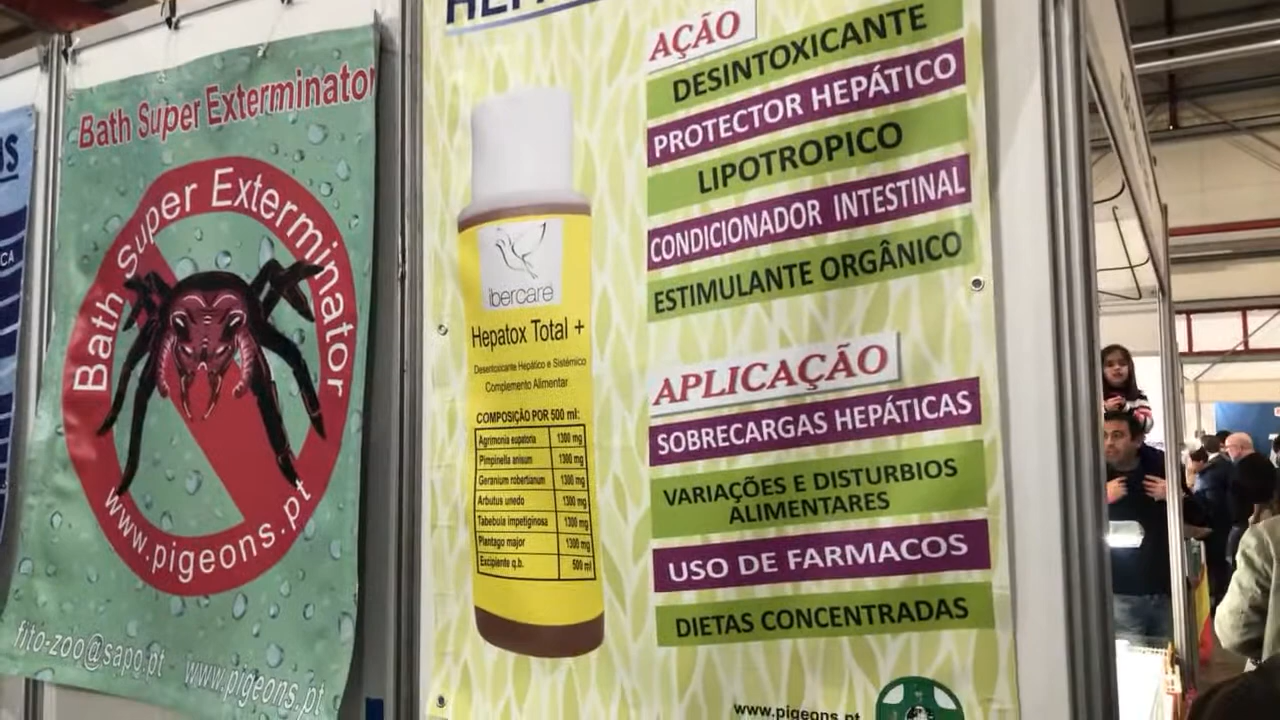 Bath Super Exterminator
Bath Super Exterminator
www.pigeons.pt
fito-zoo@sapo.pt www.pigeons.pt
AÇÃO
DESINTOXICANTE
PROTECTOR HEPÁTICO
LIPOTROPICO
CONDICIONADOR INTESTINAL
ESTIMULANTE ORGÂNICO
APLICAÇÃO
SOBRECARGAS HEPÁTICAS
VARIAÇÕES E DISTURBIOS
ALIMENTARES
USO DE FARMACOS
DIETAS CONCENTRADAS
ibercare
Hepatox Total +
Desentoxicante Hepático e Sistémico
Complemento Alimentar
COMPOSIÇÃO POR 500 ml:
Agrimonia eupatoria 1300 mg
Pimpinella anisum 1300 mg
Geranium robertianum 1300 mg
Arbutus unedo 1300 mg
Tabebuia impetiginosa 1300 mg
Plantago major 1300 mg
Excipiente q.b. 500 ml
www.pigeons.pt